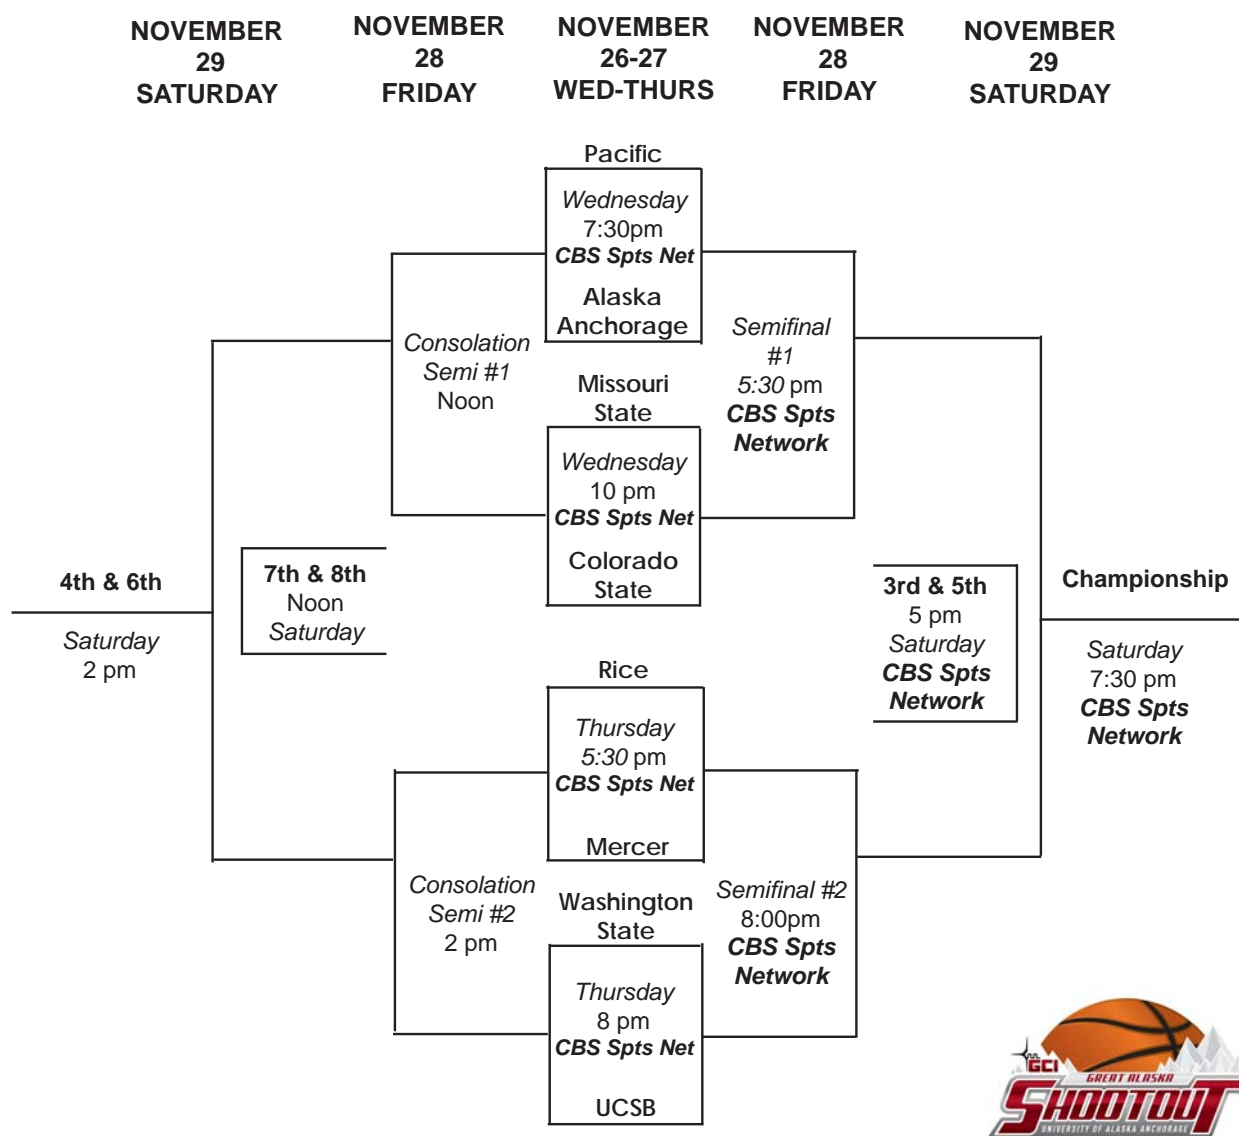 NOVEMBER
29
SATURDAY
NOVEMBER
28
FRIDAY
NOVEMBER
26-27
WED-THURS
NOVEMBER
28
FRIDAY
NOVEMBER
29
SATURDAY
Pacific
Wednesday
7:30pm
CBS Spts Net
Alaska
Anchorage
Consolation
Semi #1
Noon
Semifinal
#1
5:30 pm
CBS Spts
Network
Missouri
State
Wednesday
10 pm
CBS Spts Net
Colorado
State
4th & 6th
Saturday
2 pm
7th & 8th
Noon
Saturday
3rd & 5th
5 pm
Saturday
CBS Spts
Network
Championship
Saturday
7:30 pm
CBS Spts
Network
Rice
Thursday
5:30 pm
CBS Spts Net
Mercer
Consolation
Semi #2
2 pm
Semifinal #2
8:00pm
CBS Spts
Network
Washington
State
Thursday
8 pm
CBS Spts Net
UCSB
GCI
GREAT ALASKA
SHOOTOUT
UNIVERSITY OF ALASKA ANCHORAGE